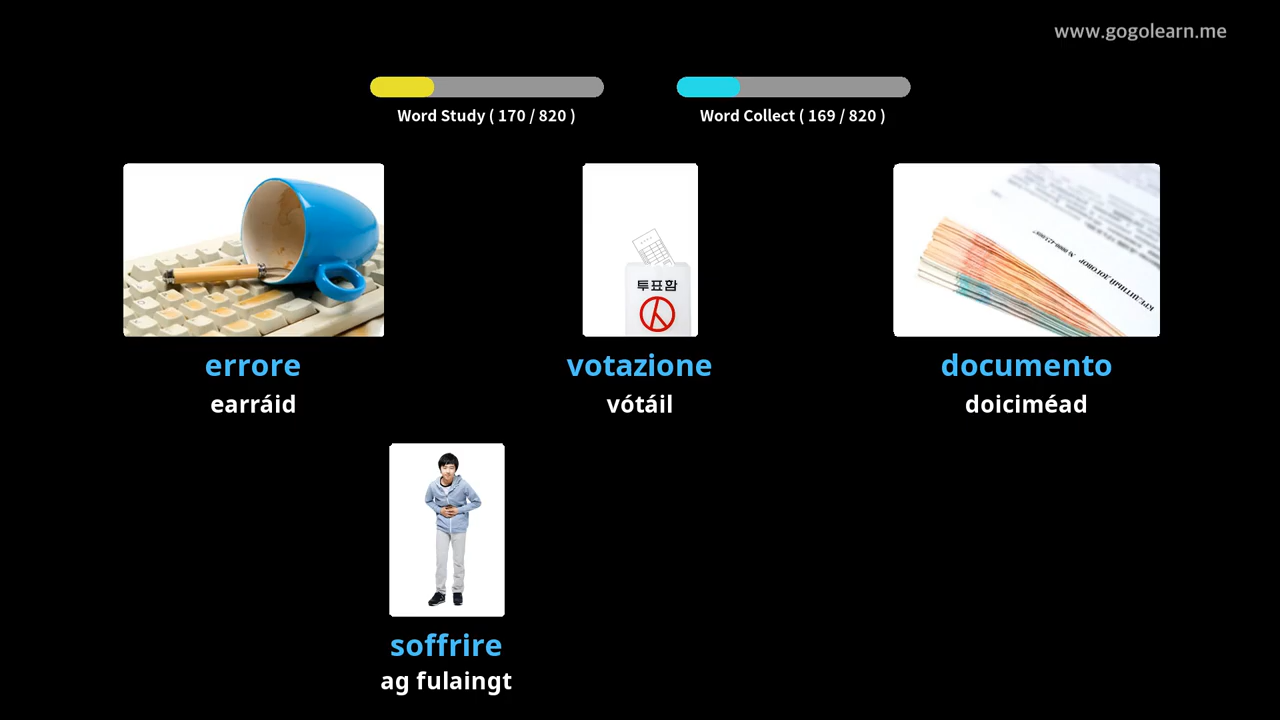 www.gogolearn.me
Word Study ( 170 / 820 )
Word Collect ( 169 / 820 )
투표함
errore
votazione
documento
earráid
vótáil
doiciméad
soffrire
ag fulaingt